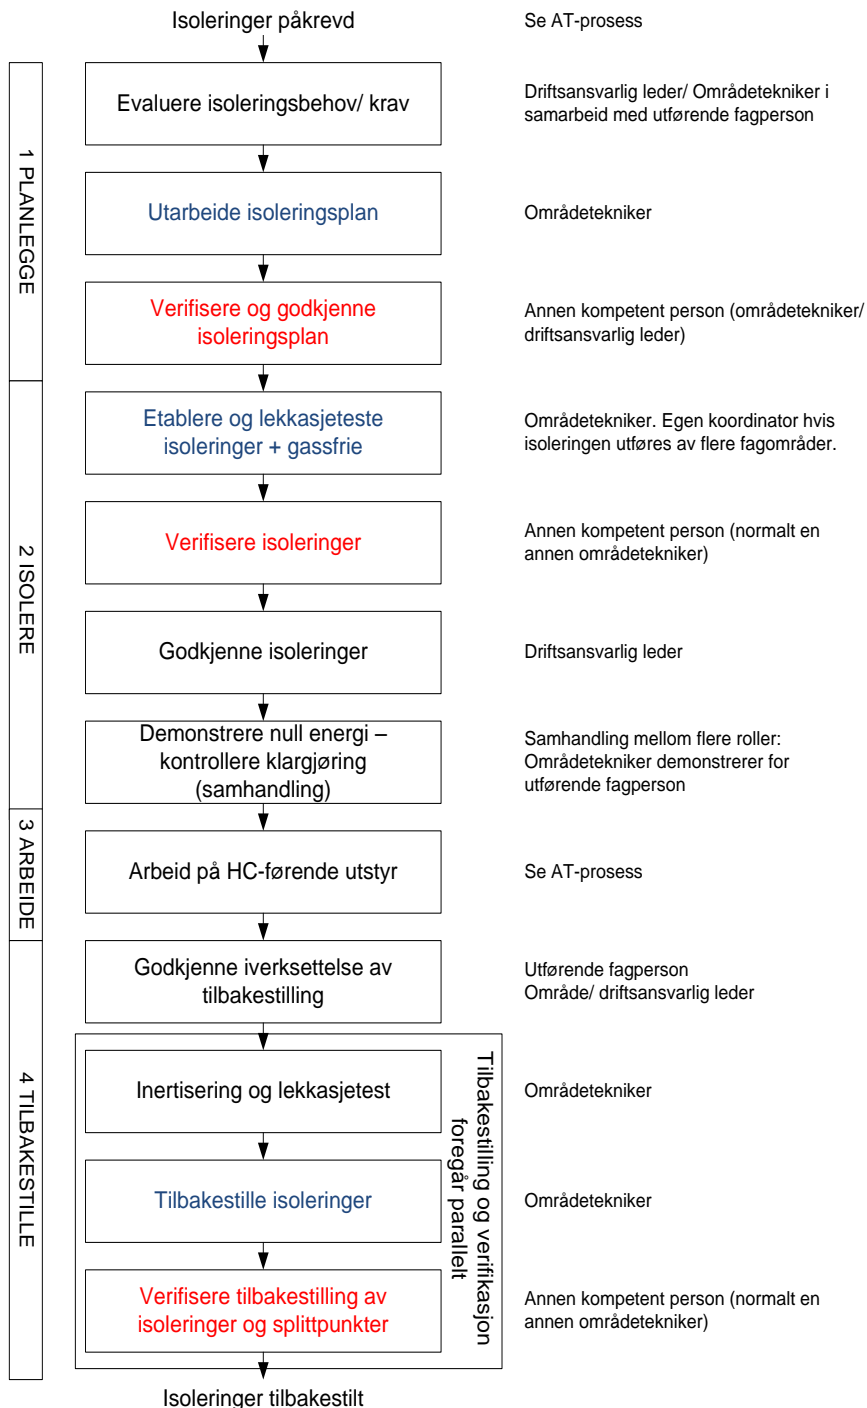 Isoleringer påkrevd
Se AT-prosess
1 PLANLEGGE
Evaluere isoleringsbehov/ krav
Driftsansvarlig leder/ Områdetekniker i
samarbeid med utførende fagperson
Utarbeide isoleringsplan
Områdetekniker
Verifisere og godkjenne
isoleringsplan
Annen kompetent person (områdetekniker/
driftsansvarlig leder)
2 ISOLERE
Etablere og lekkasjeteste
isoleringer + gassfrie
Områdetekniker. Egen koordinator hvis
isoleringen utføres av flere fagområder.
Verifisere isoleringer
Annen kompetent person (normalt en
annen områdetekniker)
Godkjenne isoleringer
Driftsansvarlig leder
Demonstrere null energi –
kontrollere klargjøring
(samhandling)
Samhandling mellom flere roller:
Områdetekniker demonstrerer for
utførende fagperson
3 ARBEIDE
Arbeid på HC-førende utstyr
Se AT-prosess
4 TILBAKESTILLE
Godkjenne iverksettelse av
tilbakestilling
Utførende fagperson
Område/ driftsansvarlig leder
Tilbakestilling og verifikasjon
foregår parallelt
Inertisering og lekkasjetest
Områdetekniker
Tilbakestille isoleringer
Områdetekniker
Verifisere tilbakestilling av
isoleringer og splittpunkter
Annen kompetent person (normalt en
annen områdetekniker)
Isoleringer tilbakestilt